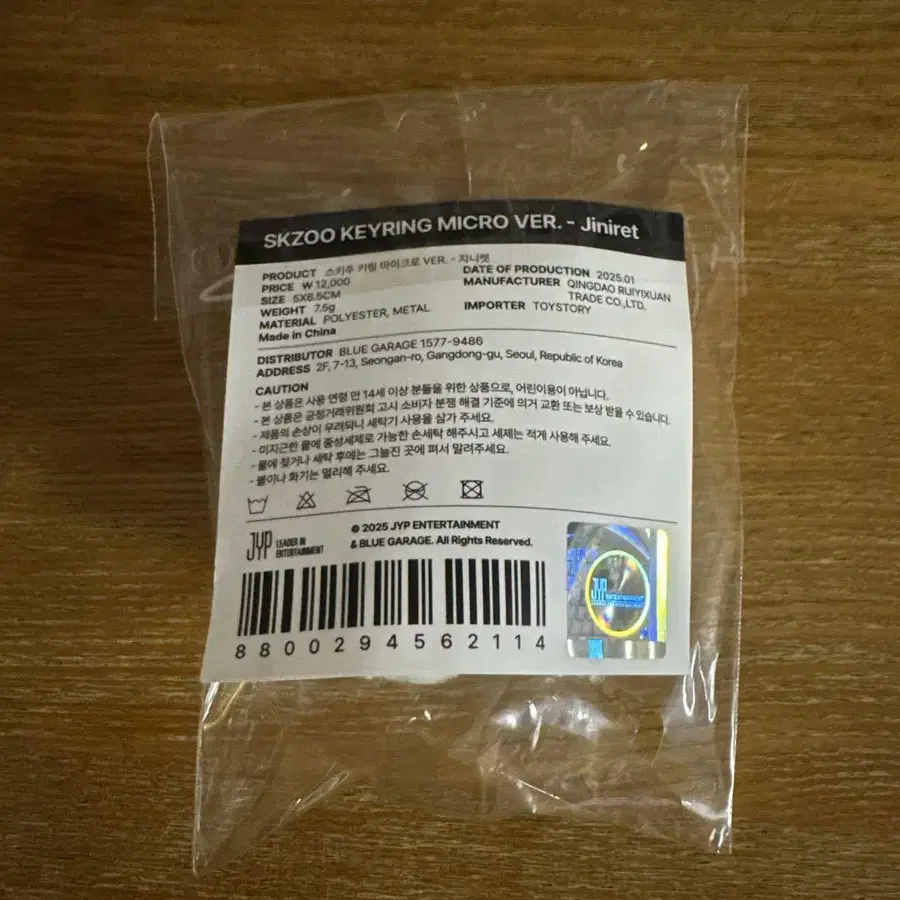 SKZOO KEYRING MICRO VER. - Jiniret
PRODUCT 스키주 키링 마이크로 VER. - 지니렛
PRICE ₩ 12,000
SIZE 5X6.5CM
WEIGHT 7.5g
MATERIAL POLYESTER, METAL
Made in China
DATE OF PRODUCTION 2025.01
MANUFACTURER QINGDAO RUIYIXUAN
TRADE CO.,LTD.
IMPORTER TOYSTORY
DISTRIBUTOR BLUE GARAGE 1577-9486
ADDRESS 2F, 7-13, Seongan-ro, Gangdong-gu, Seoul, Republic of Korea
CAUTION
- 본 상품은 사용 연령 만 14세 이상 분들을 위한 상품으로, 어린이용이 아닙니다.
- 본 상품은 공정거래위원회 고시 소비자 분쟁 해결 기준에 의거 교환 또는 보상 받을 수 있습니다.
- 제품의 손상이 우려되니 세탁기 사용을 삼가 주세요.
- 미지근한 물에 중성세제로 가능한 손세탁 해주시고 세제는 적게 사용해 주세요.
- 물에 젖거나 세탁 후에는 그늘진 곳에 펴서 말려주세요.
- 불이나 화기는 멀리해 주세요.
JYP LEADER IN
ENTERTAINMENT
© 2025 JYP ENTERTAINMENT
& BLUE GARAGE. All Rights Reserved.
8800294562114
JYP ENTERTAINMENT